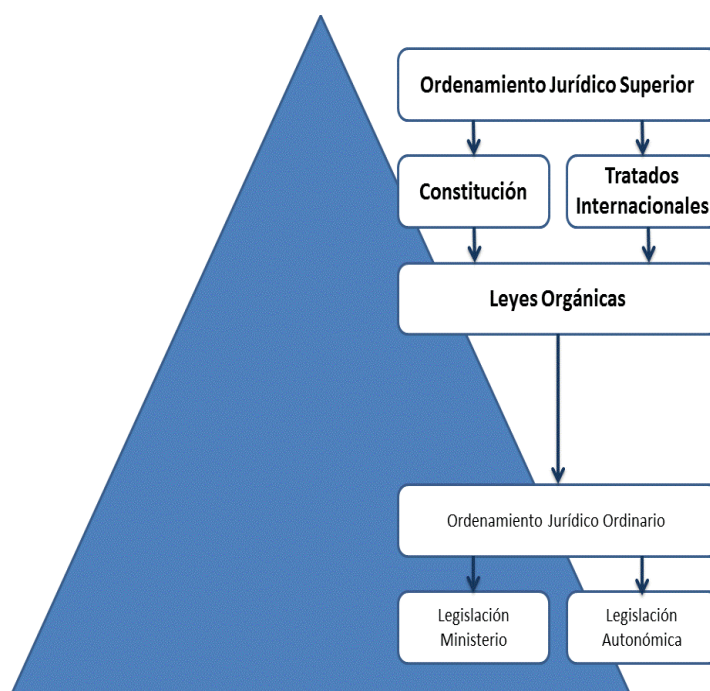 Ordenamiento Jurídico Superior
Constitución
Tratados
Internacionales
Leyes Orgánicas
Ordenamiento Jurídico Ordinario
Legislación
Ministerio
Legislación
Autonómica